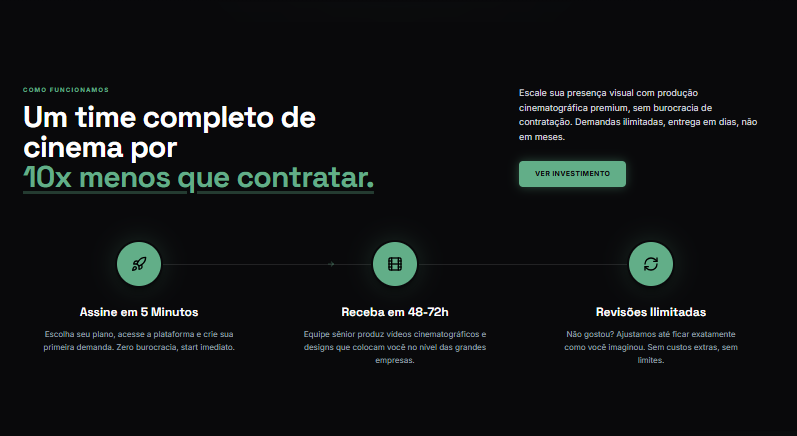 COMO FUNCIONAMOS
Um time completo de
cinema por
10x menos que contratar.
Escale sua presença visual com produção
cinematográfica premium, sem burocracia de
contratação. Demandas ilimitadas, entrega em dias, não
em meses.
VER INVESTIMENTO
Assine em 5 Minutos
Escolha seu plano, acesse a plataforma e crie sua
primeira demanda. Zero burocracia, start imediato.
Receba em 48-72h
Equipe sênior produz vídeos cinematográficos e
designs que colocam você no nível das grandes
empresas.
Revisões Ilimitadas
Não gostou? Ajustamos até ficar exatamente
como você imaginou. Sem custos extras, sem
limites.